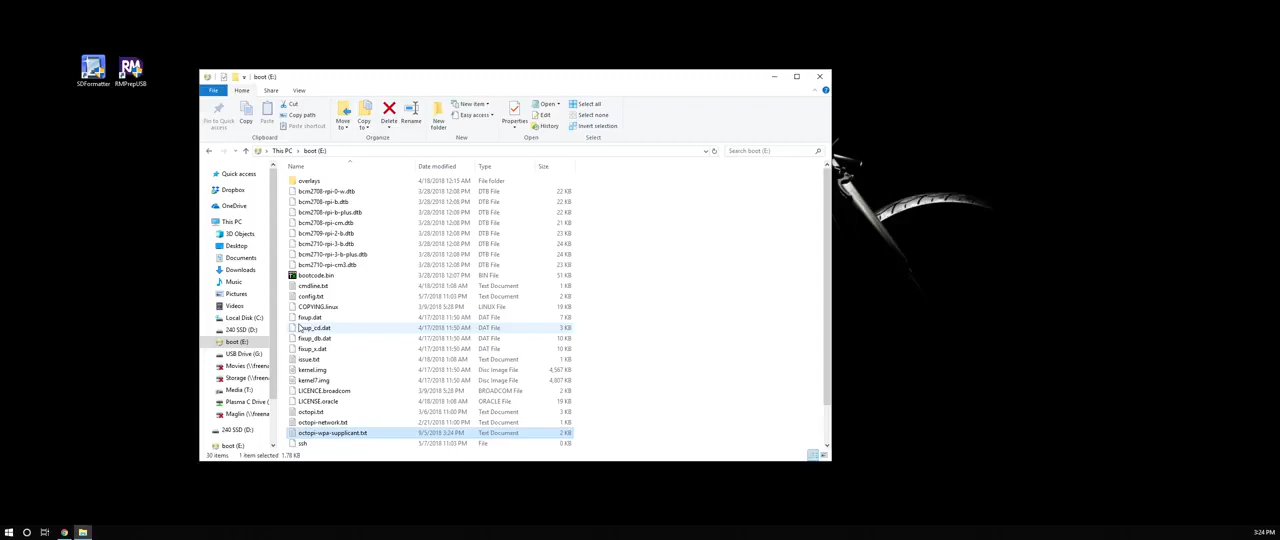 SDFormatter
RMPrepUSB
boot (E:)
File
Home
Share
View
Pin to Quick access
Copy
Paste
Cut
Copy path
Paste shortcut
Clipboard
Move to
Copy to
Delete
Rename
Organize
New folder
New item
Easy access
New
Properties
Open
Edit
History
Open
Select all
Select none
Invert selection
Select
This PC > boot (E:)
Search boot (E:)
Name Date modified Type Size
Quick access
Dropbox
OneDrive
This PC
3D Objects
Desktop
Documents
Downloads
Music
Pictures
Videos
Local Disk (C:)
240 SSD (D:)
boot (E:)
USB Drive (G:)
Movies (\\freena
Storage (\\freena
Media (T:)
Plasma C Drive (
Maglin (\\freena
240 SSD (D:)
boot (E:)
overlays 4/18/2018 12:15 AM File folder
bcm2708-rpi-0-w.dtb 3/28/2018 12:08 PM DTB File 22 KB
bcm2708-rpi-b.dtb 3/28/2018 12:08 PM DTB File 22 KB
bcm2708-rpi-b-plus.dtb 3/28/2018 12:08 PM DTB File 22 KB
bcm2708-rpi-cm.dtb 3/28/2018 12:08 PM DTB File 21 KB
bcm2709-rpi-2-b.dtb 3/28/2018 12:08 PM DTB File 23 KB
bcm2710-rpi-3-b.dtb 3/28/2018 12:08 PM DTB File 24 KB
bcm2710-rpi-3-b-plus.dtb 3/28/2018 12:08 PM DTB File 24 KB
bcm2710-rpi-cm3.dtb 3/28/2018 12:08 PM DTB File 23 KB
bootcode.bin 3/28/2018 12:07 PM BIN File 51 KB
cmdline.txt 4/18/2018 1:08 AM Text Document 1 KB
config.txt 5/7/2018 11:03 PM Text Document 2 KB
COPYING.linux 3/9/2018 5:28 PM LINUX File 19 KB
fixup.dat 4/17/2018 11:50 AM DAT File 7 KB
fixup_cd.dat 4/17/2018 11:50 AM DAT File 3 KB
fixup_db.dat 4/17/2018 11:50 AM DAT File 10 KB
fixup_x.dat 4/17/2018 11:50 AM DAT File 10 KB
issue.txt 4/18/2018 1:08 AM Text Document 1 KB
kernel.img 4/17/2018 11:50 AM Disc Image File 4,567 KB
kernel7.img 4/17/2018 11:50 AM Disc Image File 4,807 KB
LICENCE.broadcom 3/9/2018 5:28 PM BROADCOM File 2 KB
LICENSE.oracle 4/18/2018 1:08 AM ORACLE File 19 KB
octopi.txt 3/6/2018 11:00 PM Text Document 3 KB
octopi-network.txt 2/21/2018 11:00 PM Text Document 1 KB
octopi-wpa-supplicant.txt 9/5/2018 3:24 PM Text Document 2 KB
ssh 5/7/2018 11:03 PM File 0 KB
30 items 1 item selected 1.78 KB
3:24 PM